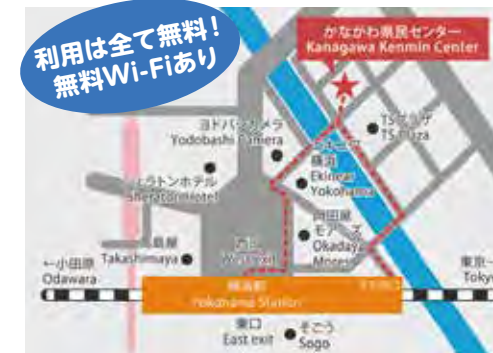 利用は全て無料！
無料Wi-Fiあり
かながわ県民センター
Kanagawa Kenmin Center
TSプラザ
TS Plaza
ヨドバシカメラ
Yodobashi Camera
キニア
横浜
Ekinear
Yokohama
シェラトンホテル
Sheraton Hotel
岡田屋
モアーズ
Okadaya
Mores
西口
West exit
高島屋
Takashimaya
←小田原
Odawara
東京→
Tokyo
横浜駅
Yokohama Station
東口
East exit
そごう
Sogo